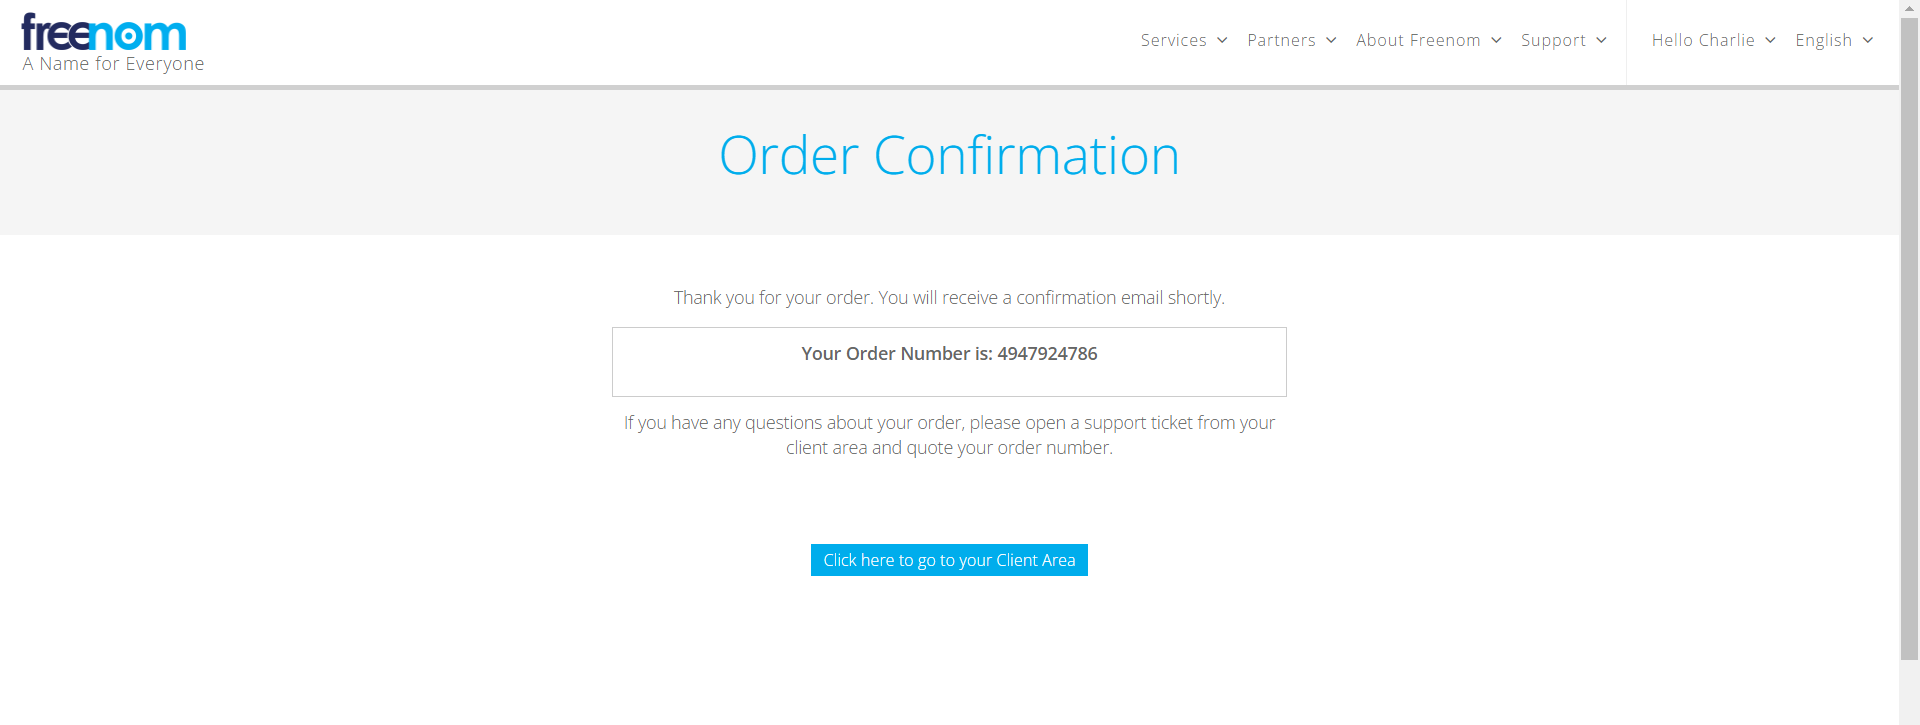 freenom
A Name for Everyone
Services Partners About Freenom Support Hello Charlie English
Order Confirmation
Thank you for your order. You will receive a confirmation email shortly.
Your Order Number is: 4947924786
If you have any questions about your order, please open a support ticket from your
client area and quote your order number.
Click here to go to your Client Area